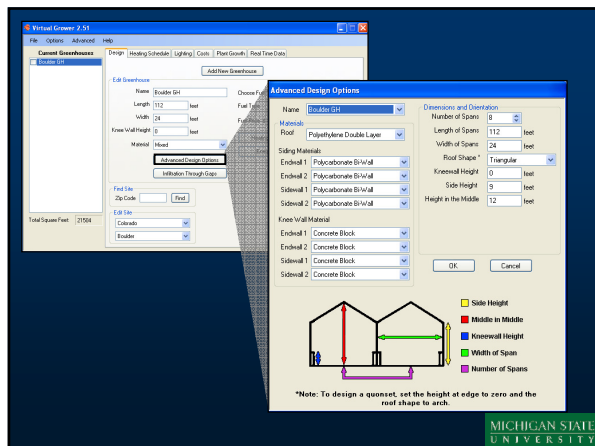 Virtual Grower 2.51
File Options Advanced Help
Current Greenhouses
Boulder GH
Total Square Feet: 21504
Design Heating Schedule Lighting Costs Plant Growth Real Time Data
Add New Greenhouse
Edit Greenhouse
Name Boulder GH
Length 112 feet
Width 24 feet
Knee Wall Height 0 feet
Material Mixed
Advanced Design Options
Infiltration Through Gaps
Find Site
Zip Code Find
Edit Site
Colorado
Boulder
Choose Fu
Fuel
Advanced Design Options
Name Boulder GH
Materials
Roof Polyethylene Double Layer
Siding Materials
Endwall 1 Polycarbonate Bi-Wall
Endwall 2 Polycarbonate Bi-Wall
Sidewall 1 Polycarbonate Bi-Wall
Sidewall 2 Polycarbonate Bi-Wall
Knee Wall Material
Endwall 1 Concrete Block
Endwall 2 Concrete Block
Sidewall 1 Concrete Block
Sidewall 2 Concrete Block
Dimensions and Orientation
Number of Spans 8
Length of Spans 112 feet
Width of Spans 24 feet
Roof Shape * Triangular
Kneewall Height 0 feet
Side Height 9 feet
Height in the Middle 12 feet
OK Cancel
Side Height
Middle in Middle
Kneewall Height
Width of Span
Number of Spans
*Note: To design a quonset, set the height at edge to zero and the
roof shape to arch.
MICHIGAN STATE
UNIVERSITY